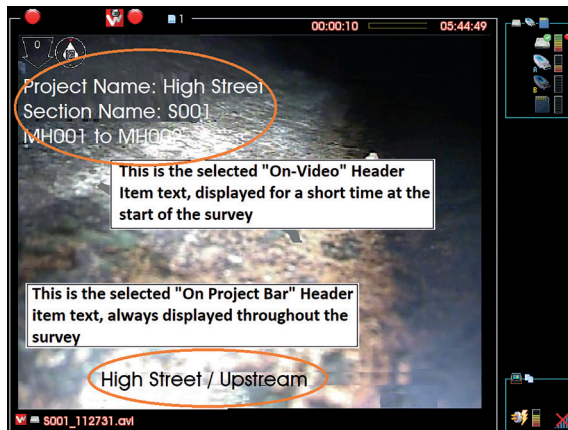 1 00:00:10 05:44:49
0
Project Name: High Street
Section Name: S001
MH001 to MH002
This is the selected "On-Video" Header
Item text, displayed for a short time at the
start of the survey
This is the selected "On Project Bar" Header
item text, always displayed throughout the
survey
High Street / Upstream
S001_112731.avi
A
B